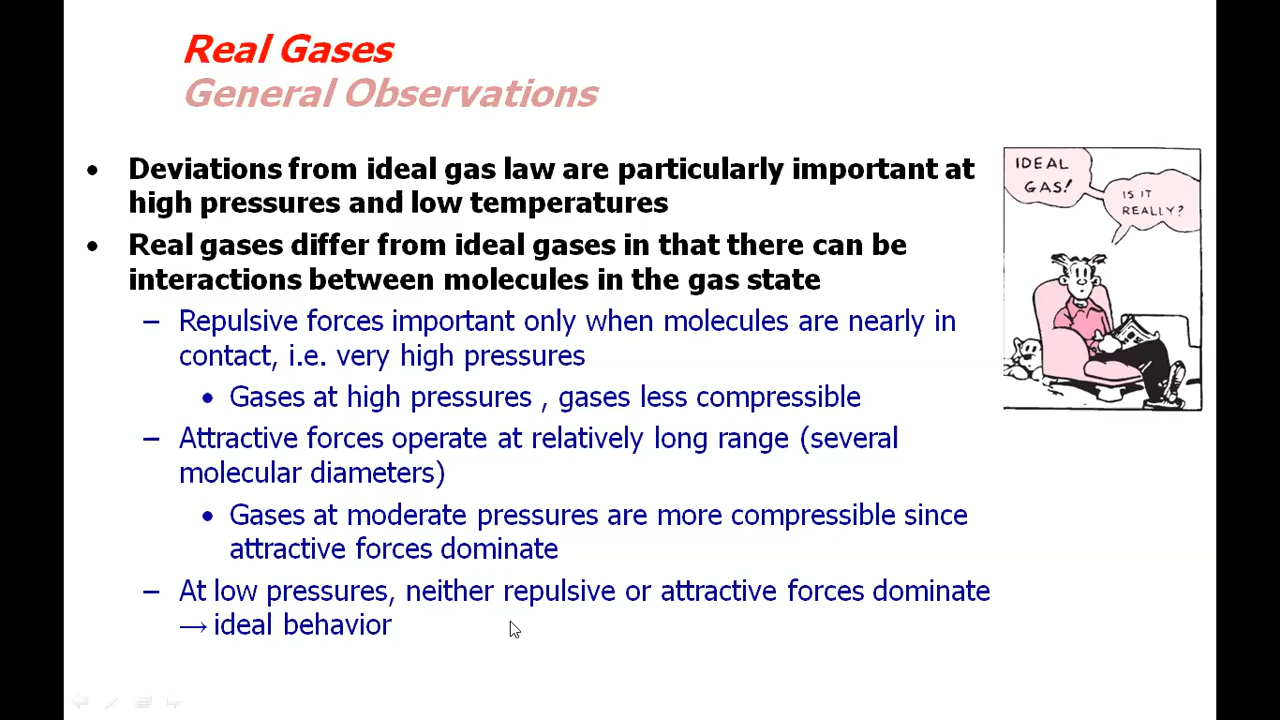 Real Gases
General Observations
• Deviations from ideal gas law are particularly important at
high pressures and low temperatures
• Real gases differ from ideal gases in that there can be
interactions between molecules in the gas state
– Repulsive forces important only when molecules are nearly in
contact, i.e. very high pressures
• Gases at high pressures , gases less compressible
– Attractive forces operate at relatively long range (several
molecular diameters)
• Gases at moderate pressures are more compressible since
attractive forces dominate
– At low pressures, neither repulsive or attractive forces dominate
→ ideal behavior
IDEAL
GAS!
IS IT
REALLY?